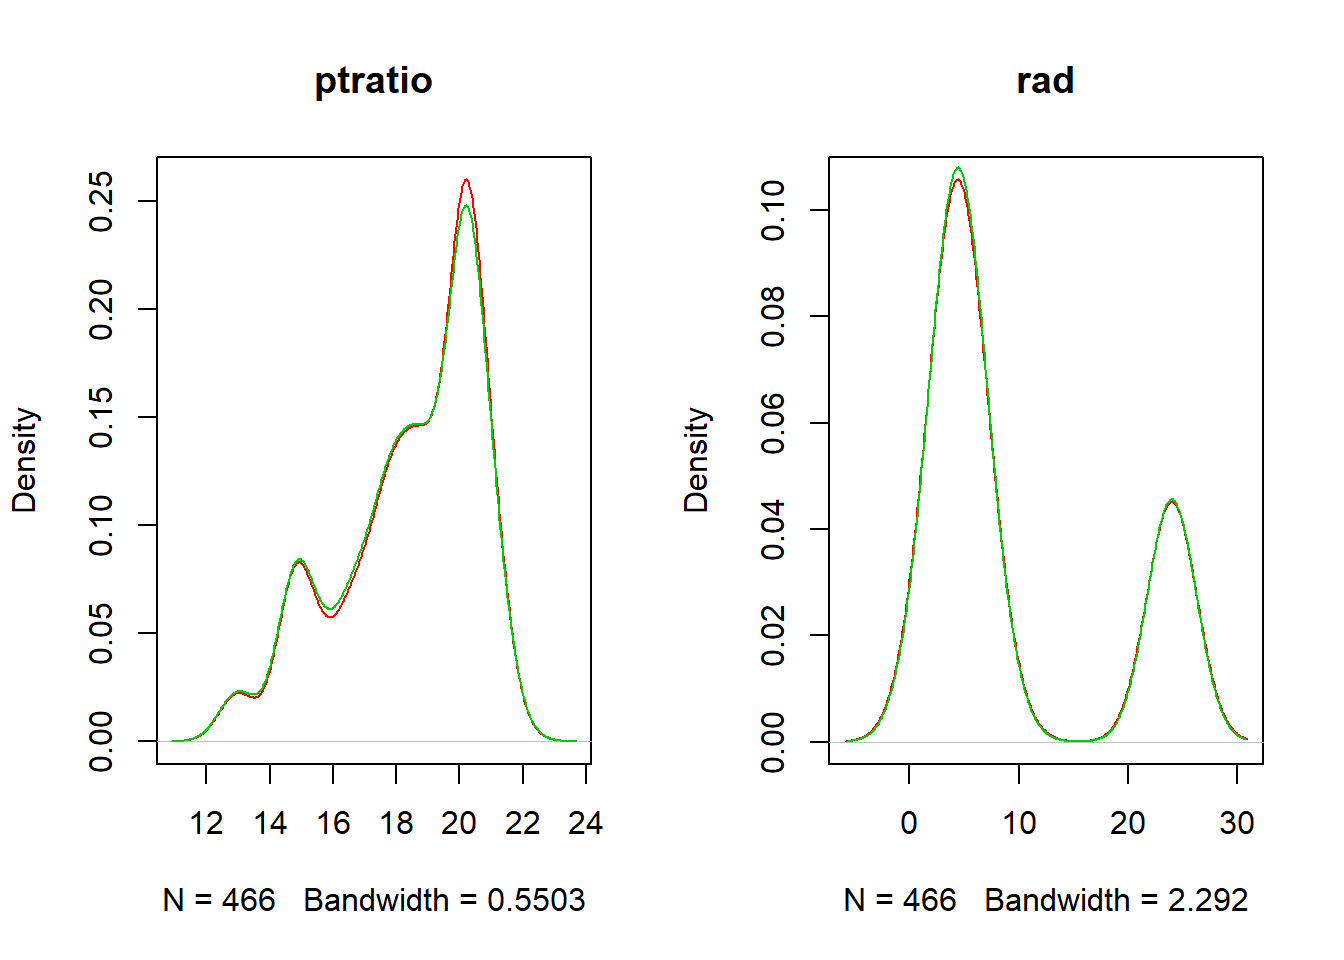 ptratio
Density
0.00 0.05 0.10 0.15 0.20 0.25
12 14 16 18 20 22 24
N = 466 Bandwidth = 0.5503
rad
Density
0.00 0.02 0.04 0.06 0.08 0.10
0 10 20 30
N = 466 Bandwidth = 2.292